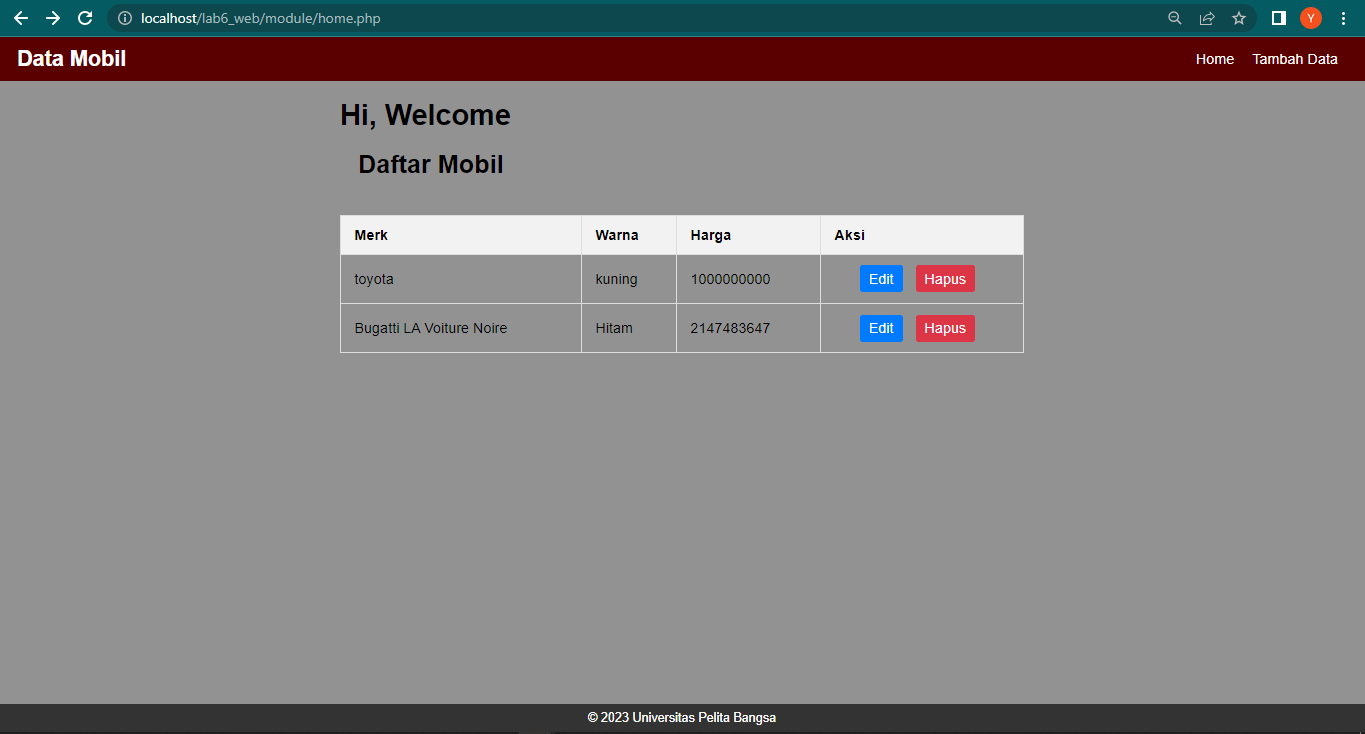 localhost/lab6_web/module/home.php
Y
Data Mobil Home Tambah Data
Hi, Welcome
Daftar Mobil
Merk Warna Harga Aksi
toyota kuning 1000000000 Edit Hapus
Bugatti LA Voiture Noire Hitam 2147483647 Edit Hapus
© 2023 Universitas Pelita Bangsa